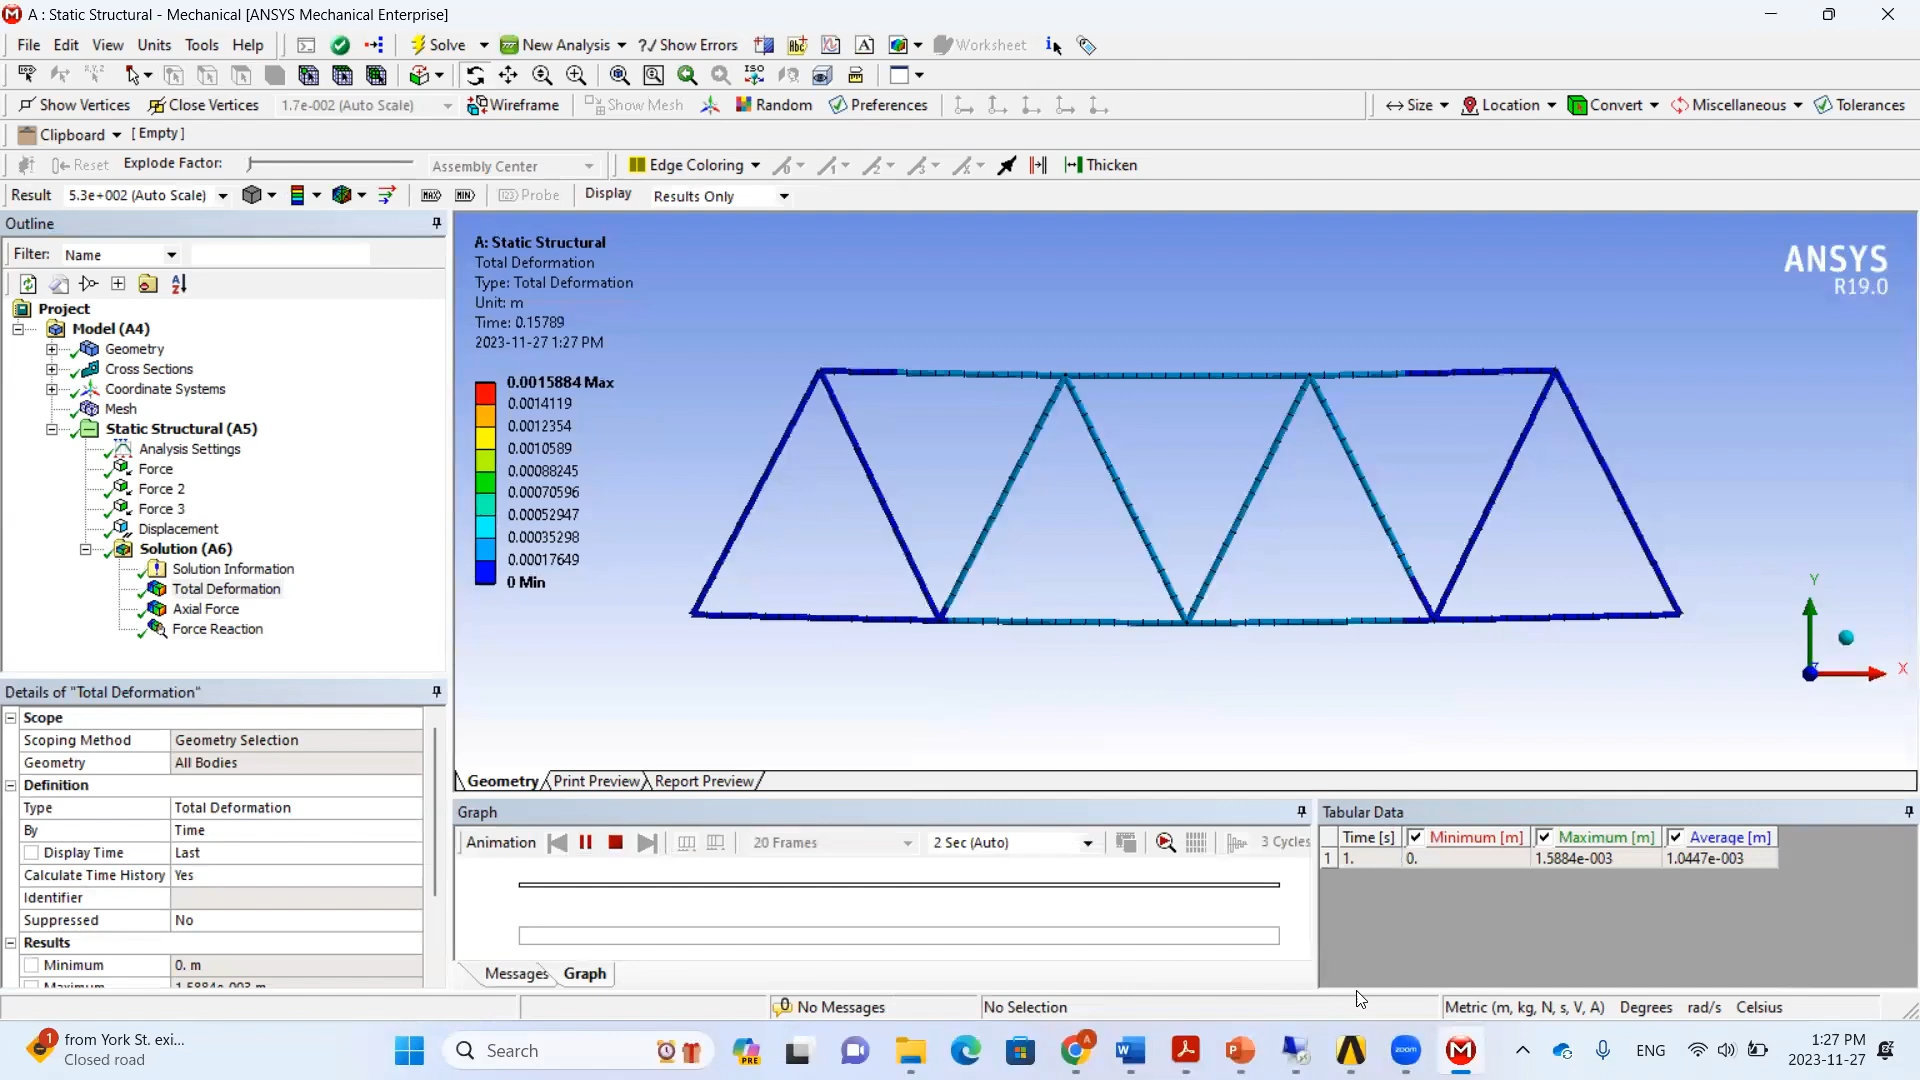 A : Static Structural - Mechanical [ANSYS Mechanical Enterprise]
File Edit View Units Tools Help Solve New Analysis ?/ Show Errors Worksheet
Show Vertices Close Vertices 1.7e-002 (Auto Scale) Wireframe Show Mesh Random Preferences Size Location Convert Miscellaneous Tolerances
Clipboard [ Empty ]
Reset Explode Factor: Assembly Center Edge Coloring Thicken
Result 5.3e+002 (Auto Scale) MAX MIN Probe Display Results Only
Outline
Filter: Name
Project
Model (A4)
Geometry
Cross Sections
Coordinate Systems
Mesh
Static Structural (A5)
Analysis Settings
Force
Force 2
Force 3
Displacement
Solution (A6)
Solution Information
Total Deformation
Axial Force
Force Reaction
A: Static Structural
Total Deformation
Type: Total Deformation
Unit: m
Time: 0.15789
2023-11-27 1:27 PM
0.0015884 Max
0.0014119
0.0012354
0.0010589
0.00088245
0.00070596
0.00052947
0.00035298
0.00017649
0 Min
ANSYS
R19.0
Y
X
Details of "Total Deformation"
Scope
Scoping Method Geometry Selection
Geometry All Bodies
Definition
Type Total Deformation
By Time
Display Time Last
Calculate Time History Yes
Identifier
Suppressed No
Results
Minimum 0. m
Maximum 1.5884e-003 m
Geometry Print Preview Report Preview
Graph
Animation 20 Frames 2 Sec (Auto) 3 Cycles
Messages Graph
Tabular Data
Time [s] Minimum [m] Maximum [m] Average [m]
1 1. 0. 1.5884e-003 1.0447e-003
No Messages No Selection Metric (m, kg, N, s, V, A) Degrees rad/s Celsius
1 from York St. exi...
Closed road
Search
PRE
zoom
ENG
1:27 PM
2023-11-27